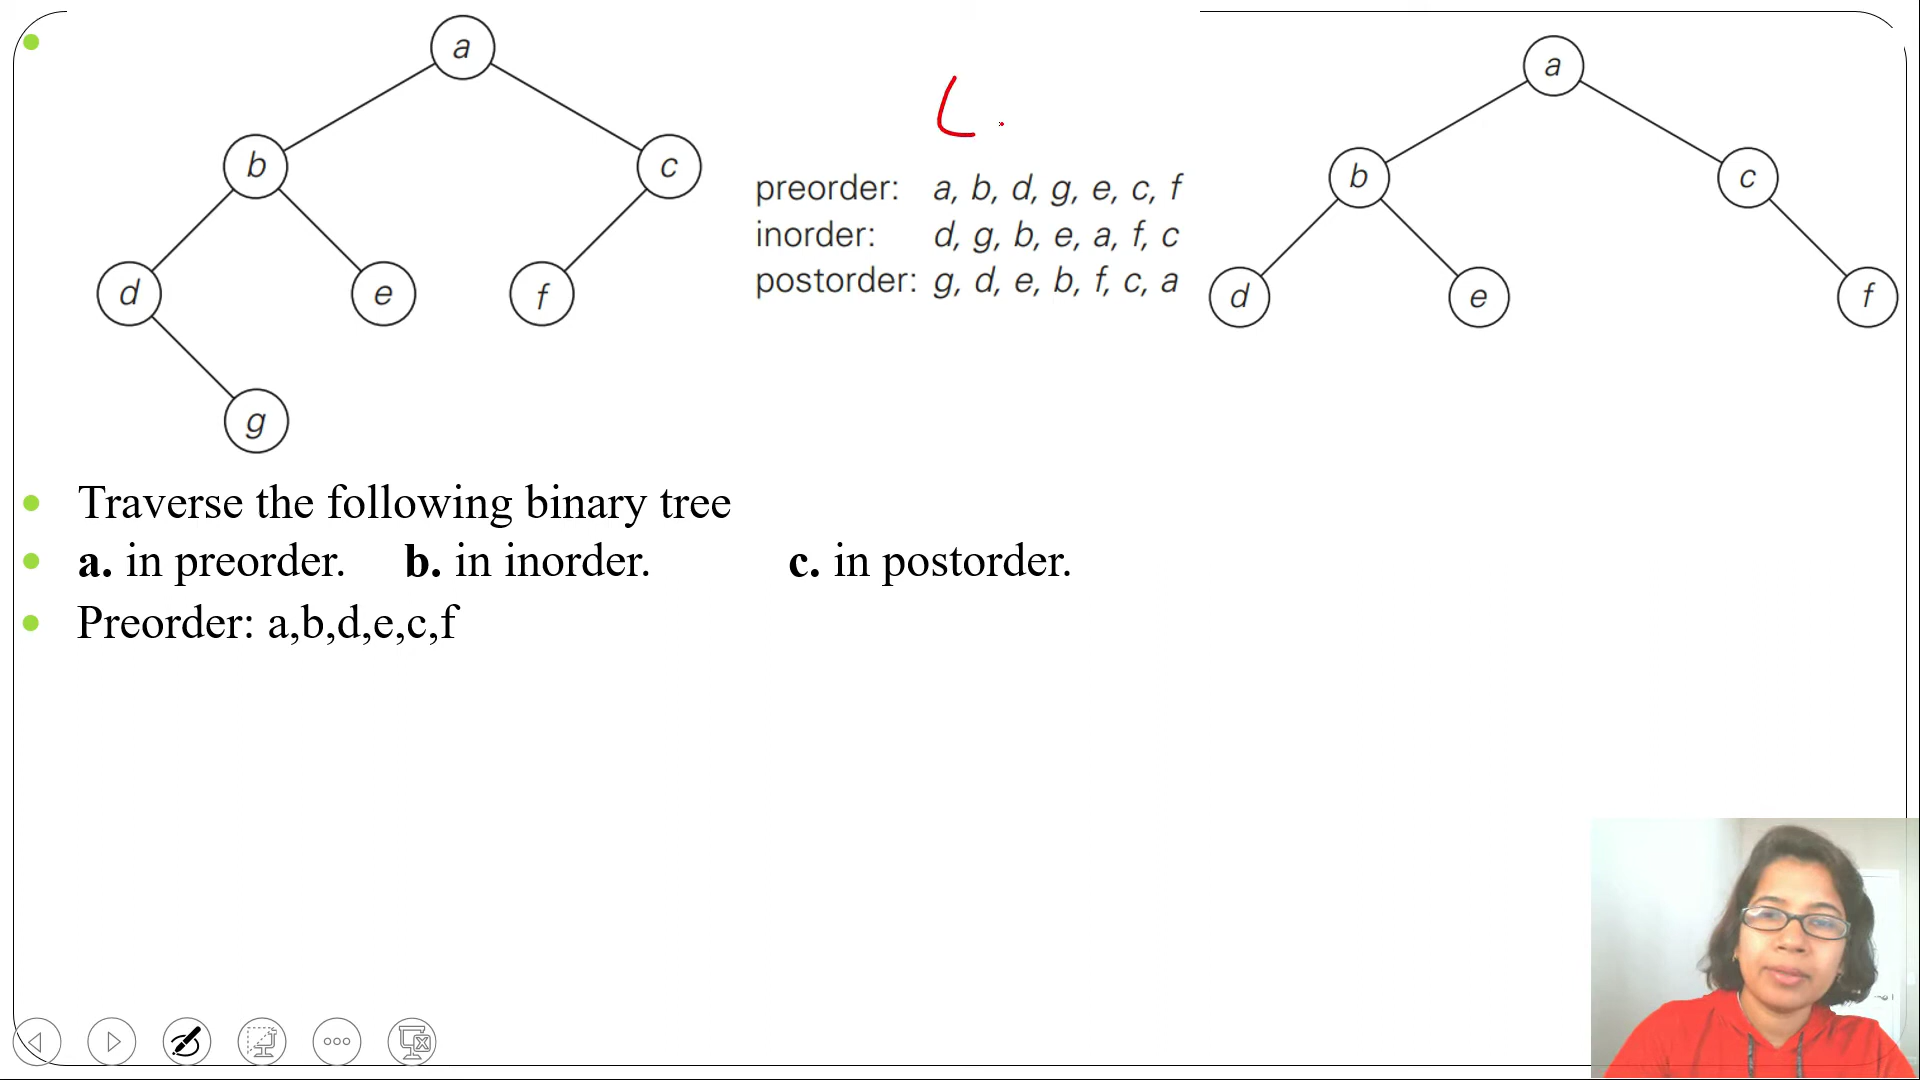 a
b
c
d
e
f
g
L
preorder: a, b, d, g, e, c, f
inorder: d, g, b, e, a, f, c
postorder: g, d, e, b, f, c, a
a
b
c
d
e
f
Traverse the following binary tree
a. in preorder. b. in inorder. c. in postorder.
Preorder: a,b,d,e,c,f